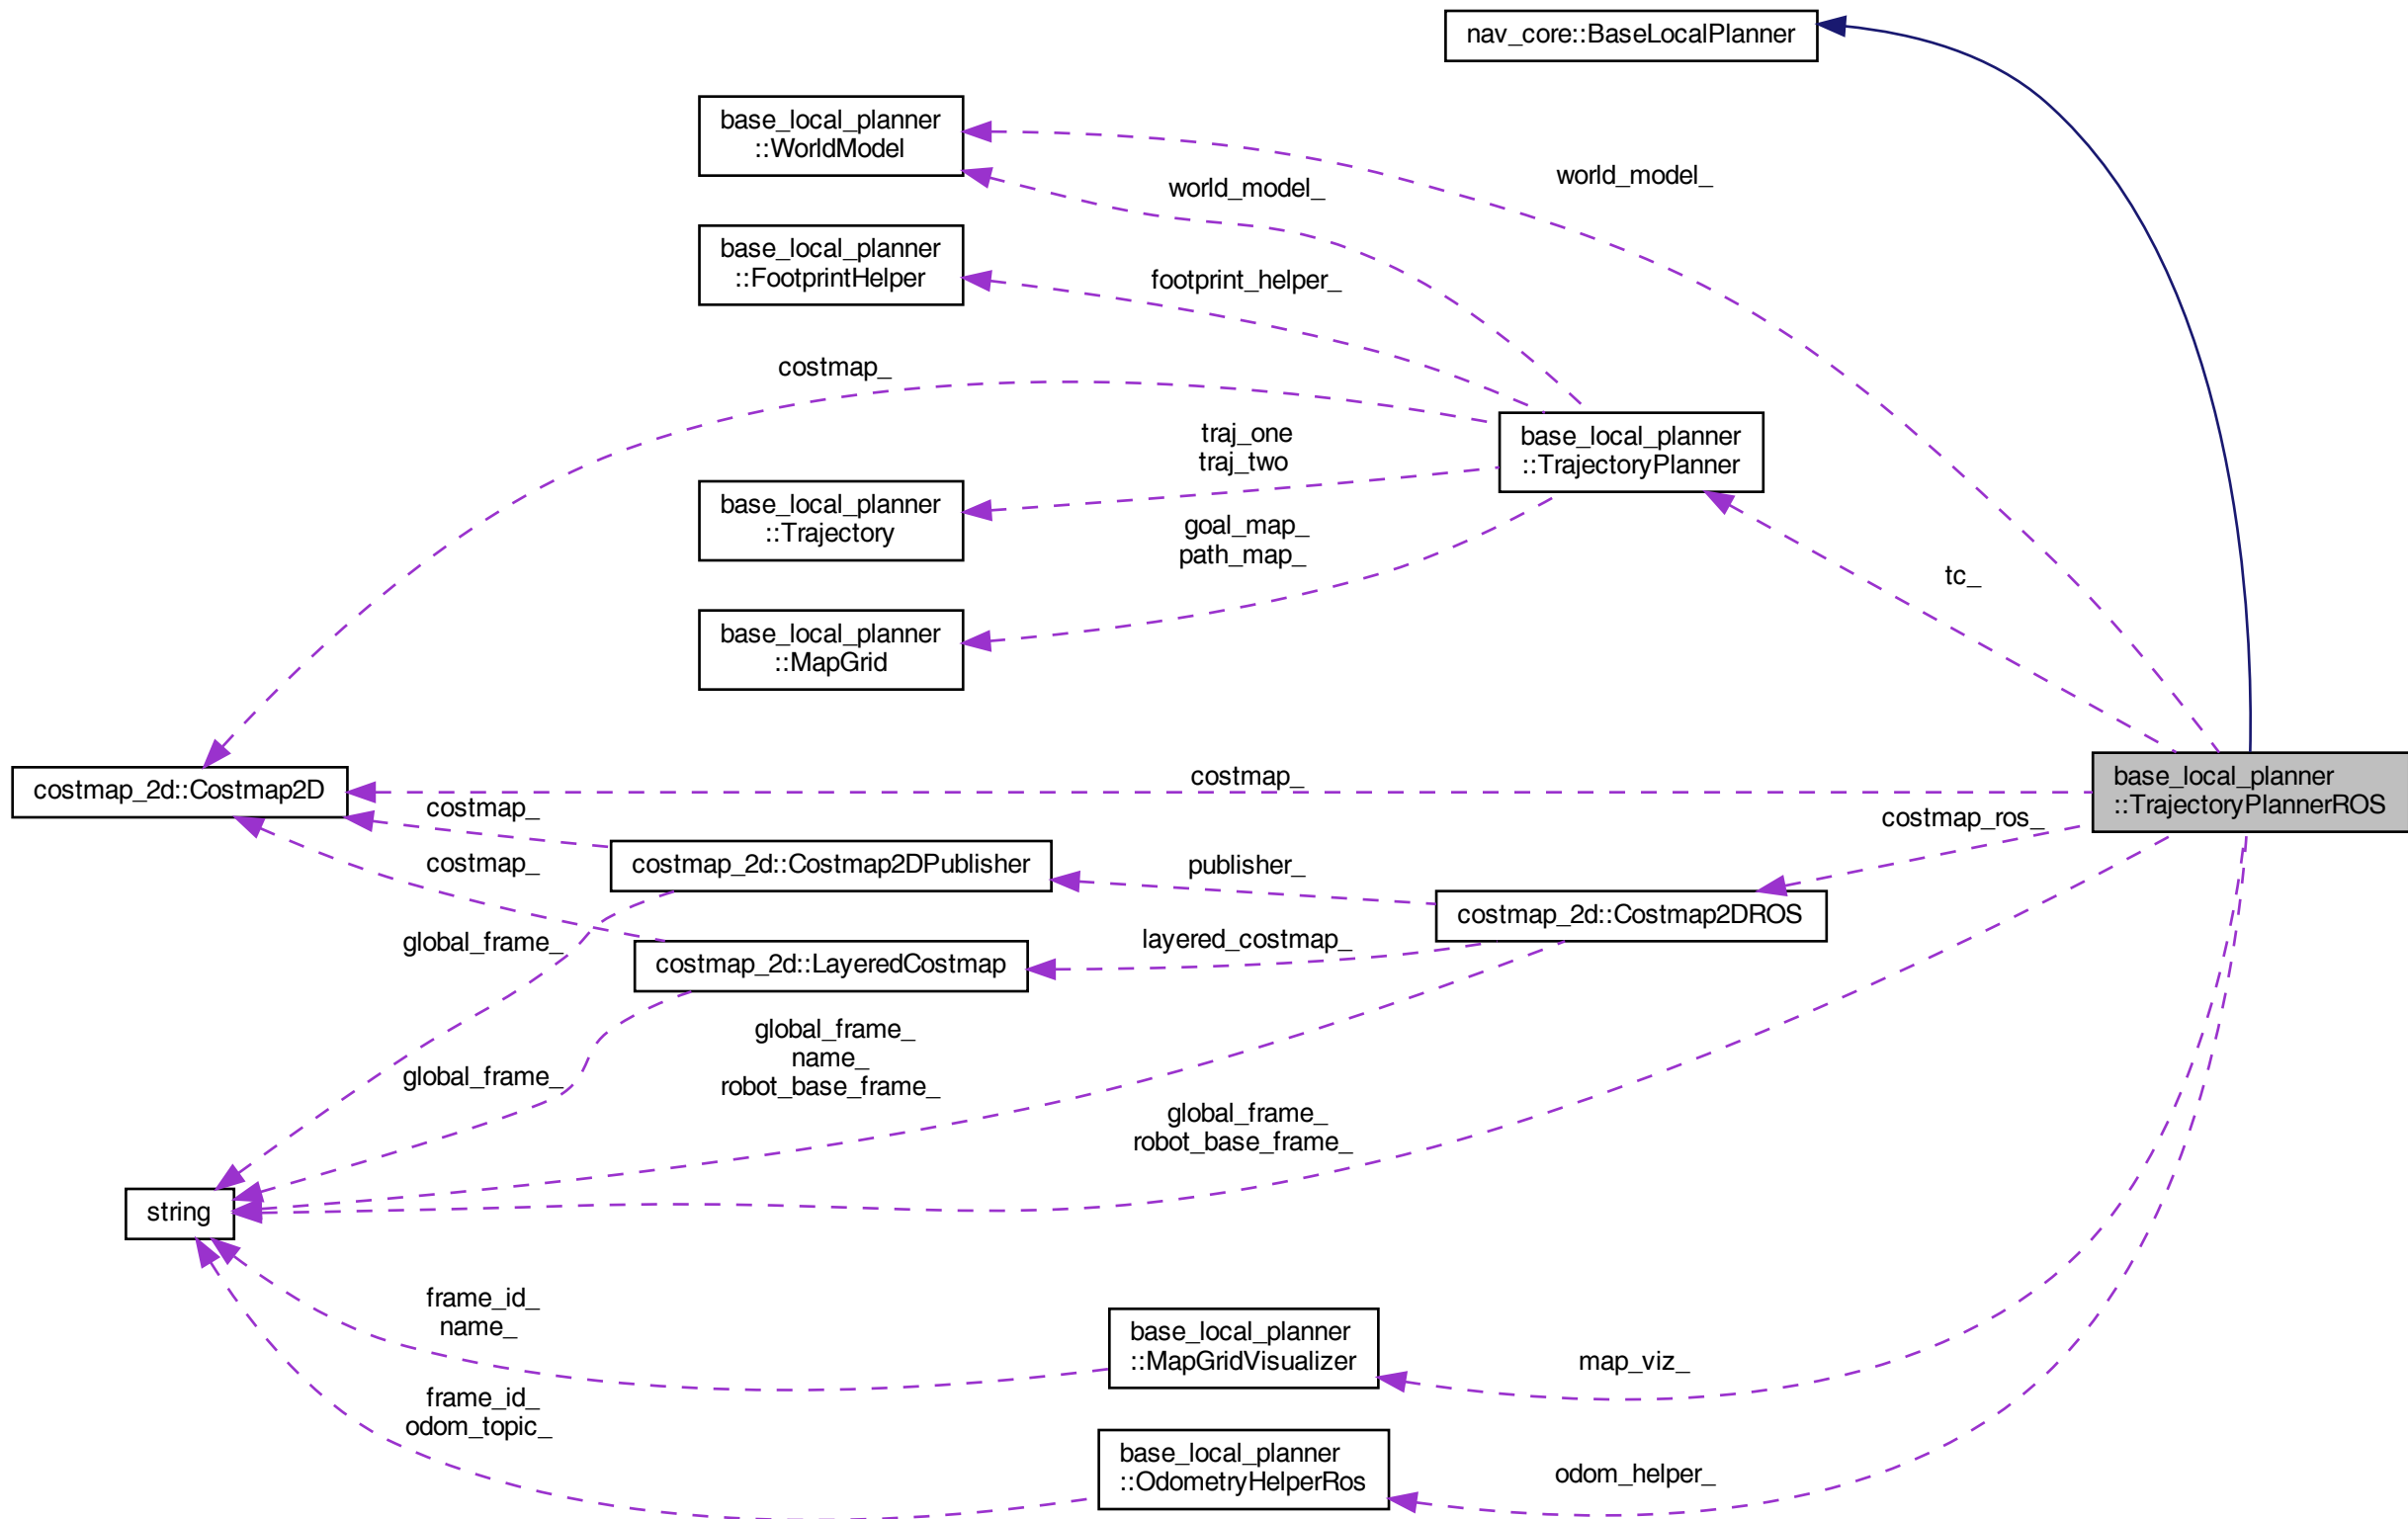 nav_core::BaseLocalPlanner
base_local_planner
::WorldModel
world_model_
world_model_
base_local_planner
::FootprintHelper
footprint_helper_
costmap_
base_local_planner
::TrajectoryPlanner
traj_one
traj_two
base_local_planner
::Trajectory
goal_map_
path_map_
tc_
base_local_planner
::MapGrid
costmap_2d::Costmap2D
costmap_
base_local_planner
::TrajectoryPlannerROS
costmap_
costmap_ros_
costmap_2d::Costmap2DPublisher
costmap_
publisher_
costmap_2d::Costmap2DROS
global_frame_
layered_costmap_
costmap_2d::LayeredCostmap
global_frame_
name_
robot_base_frame_
global_frame_
global_frame_
robot_base_frame_
string
frame_id_
name_
base_local_planner
::MapGridVisualizer
map_viz_
frame_id_
odom_topic_
base_local_planner
::OdometryHelperRos
odom_helper_